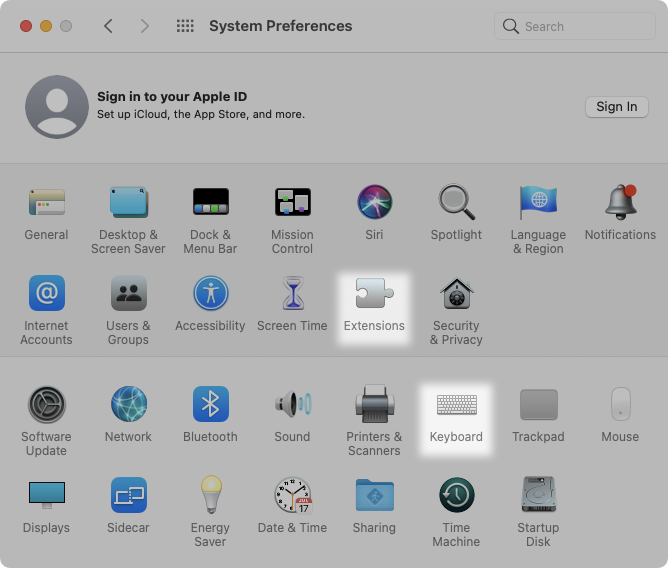 System Preferences
Search
Sign in to your Apple ID
Set up iCloud, the App Store, and more.
Sign In
General
Desktop &
Screen Saver
Dock &
Menu Bar
Mission
Control
Siri
Spotlight
Language
& Region
Notifications
Internet
Accounts
Users &
Groups
Accessibility
Screen Time
Extensions
Security
& Privacy
Software
Update
Network
Bluetooth
Sound
Printers &
Scanners
Keyboard
Trackpad
Mouse
Displays
Sidecar
Energy
Saver
JUL
17
Date & Time
Sharing
Time
Machine
Startup
Disk